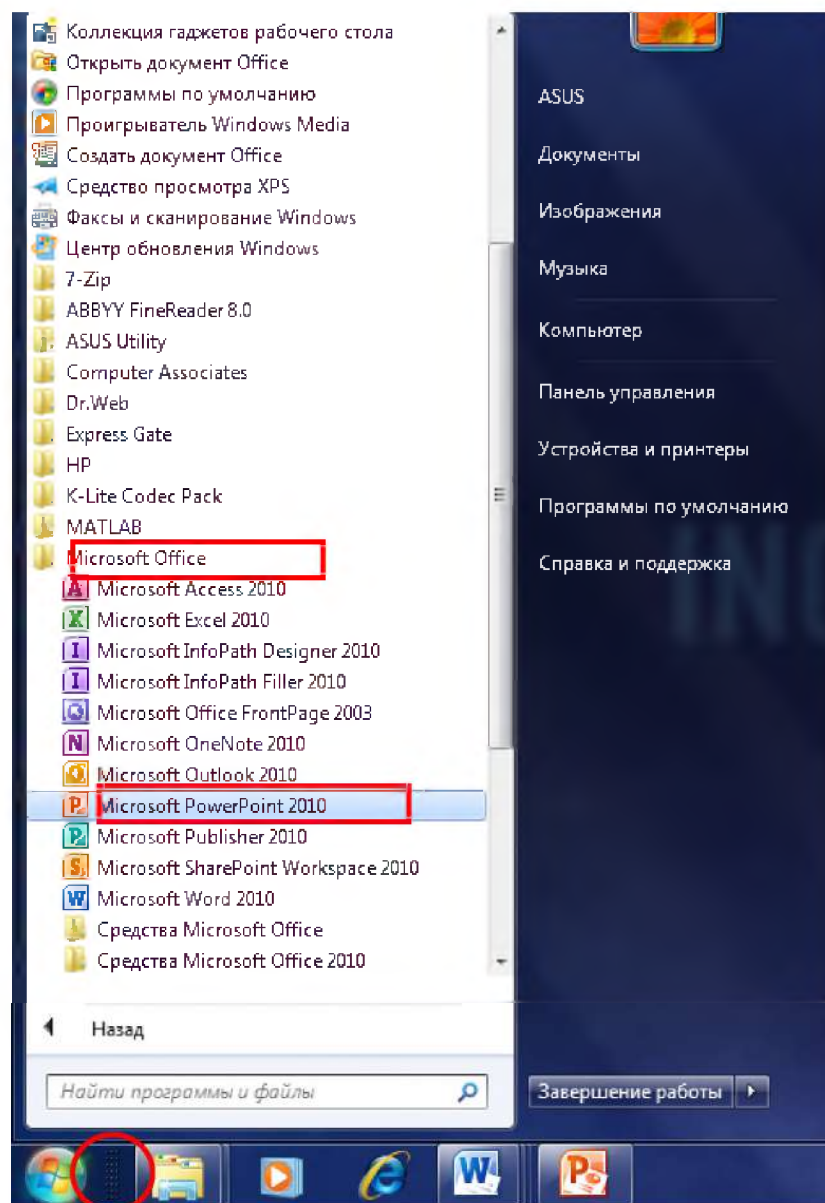 Коллекция гаджетов рабочего стола
Открыть документ Office
Программы по умолчанию
Проигрыватель Windows Media
Создать документ Office
Средство просмотра XPS
Факсы и сканирование Windows
Центр обновления Windows
7-Zip
ABBYY FineReader 8.0
ASUS Utility
Computer Associates
Dr.Web
Express Gate
HP
K-Lite Codec Pack
MATLAB
Microsoft Office
Microsoft Access 2010
Microsoft Excel 2010
Microsoft InfoPath Designer 2010
Microsoft InfoPath Filler 2010
Microsoft Office FrontPage 2003
Microsoft OneNote 2010
Microsoft Outlook 2010
Microsoft PowerPoint 2010
Microsoft Publisher 2010
Microsoft SharePoint Workspace 2010
Microsoft Word 2010
Средства Microsoft Office
Средства Microsoft Office 2010
Назад
Найти программы и файлы
ASUS
Документы
Изображения
Музыка
Компьютер
Панель управления
Устройства и принтеры
Программы по умолчанию
Справка и поддержка
Завершение работы